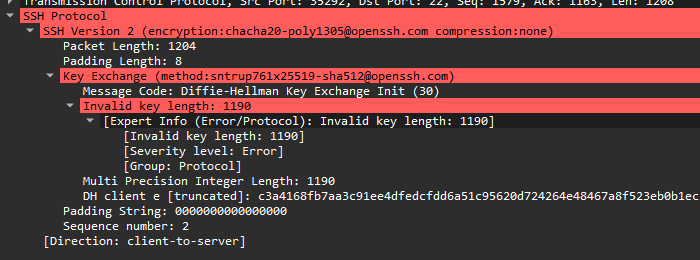 Transmission Control Protocol, Src Port: 35292, Dst Port: 22, Seq: 1579, Ack: 1163, Len: 1208
SSH Protocol
SSH Version 2 (encryption:chacha20-poly1305@openssh.com compression:none)
Packet Length: 1204
Padding Length: 8
Key Exchange (method:sntrup761x25519-sha512@openssh.com)
Message Code: Diffie-Hellman Key Exchange Init (30)
Invalid key length: 1190
[Expert Info (Error/Protocol): Invalid key length: 1190]
[Invalid key length: 1190]
[Severity level: Error]
[Group: Protocol]
Multi Precision Integer Length: 1190
DH client e [truncated]: c3a4168fb7aa3c91ee4dfedcfdd6a51c95620d724264e48467a8f523eb0b1ec
Padding String: 0000000000000000
Sequence number: 2
[Direction: client-to-server]